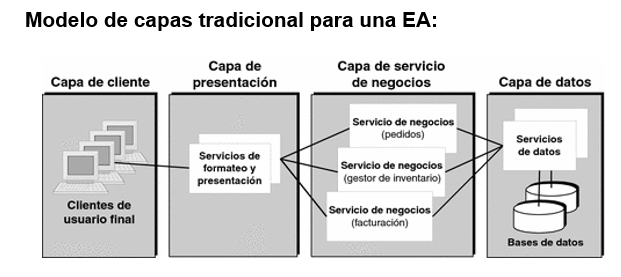 Modelo de capas tradicional para una EA:
Capa de cliente
Capa de
presentación
Capa de servicio
de negocios
Capa de datos
Clientes de
usuario final
Servicios de
formateo y
presentación
Servicio de negocios
(pedidos)
Servicio de negocios
(gestor de inventario)
Servicio de negocios
(facturación)
Servicios
de datos
Bases de datos